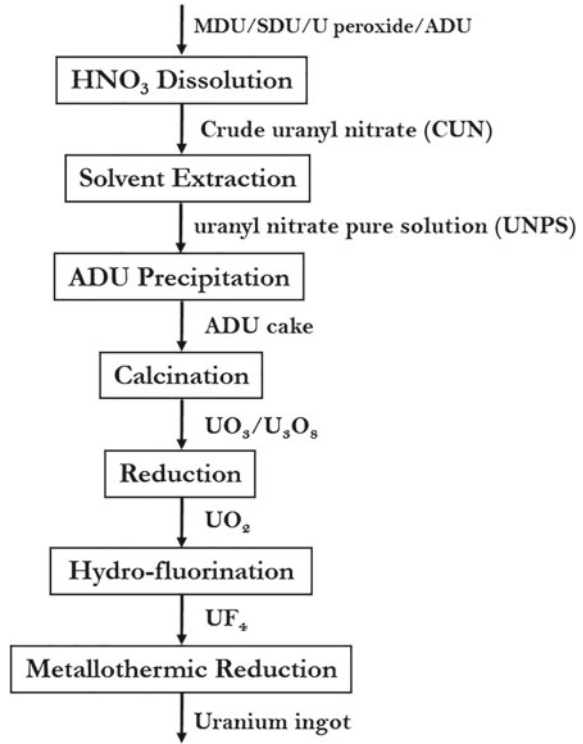 MDU/SDU/U peroxide/ADU
HNO₃ Dissolution
Crude uranyl nitrate (CUN)
Solvent Extraction
uranyl nitrate pure solution (UNPS)
ADU Precipitation
ADU cake
Calcination
UO₃/U₃O₈
Reduction
UO₂
Hydro-fluorination
UF₄
Metallothermic Reduction
Uranium ingot